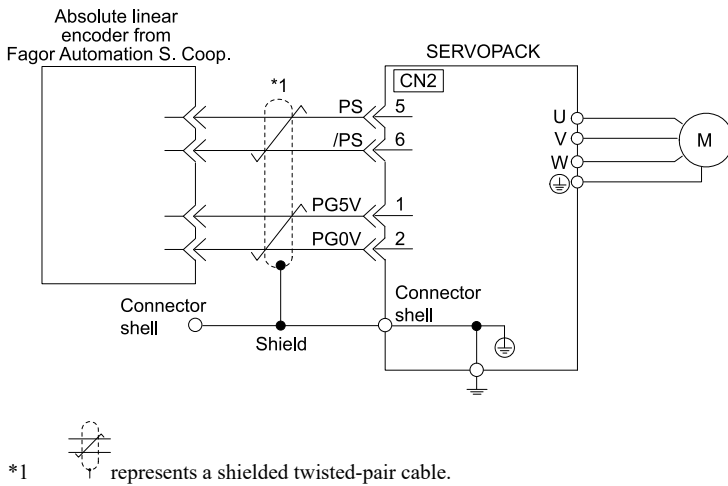 Absolute linear
encoder from
Fagor Automation S. Coop.
SERVOPACK
CN2
*1
PS
5
/PS
6
PG5V
1
PG0V
2
U
V
W
M
Connector
shell
Shield
Connector
shell
*1 represents a shielded twisted-pair cable.